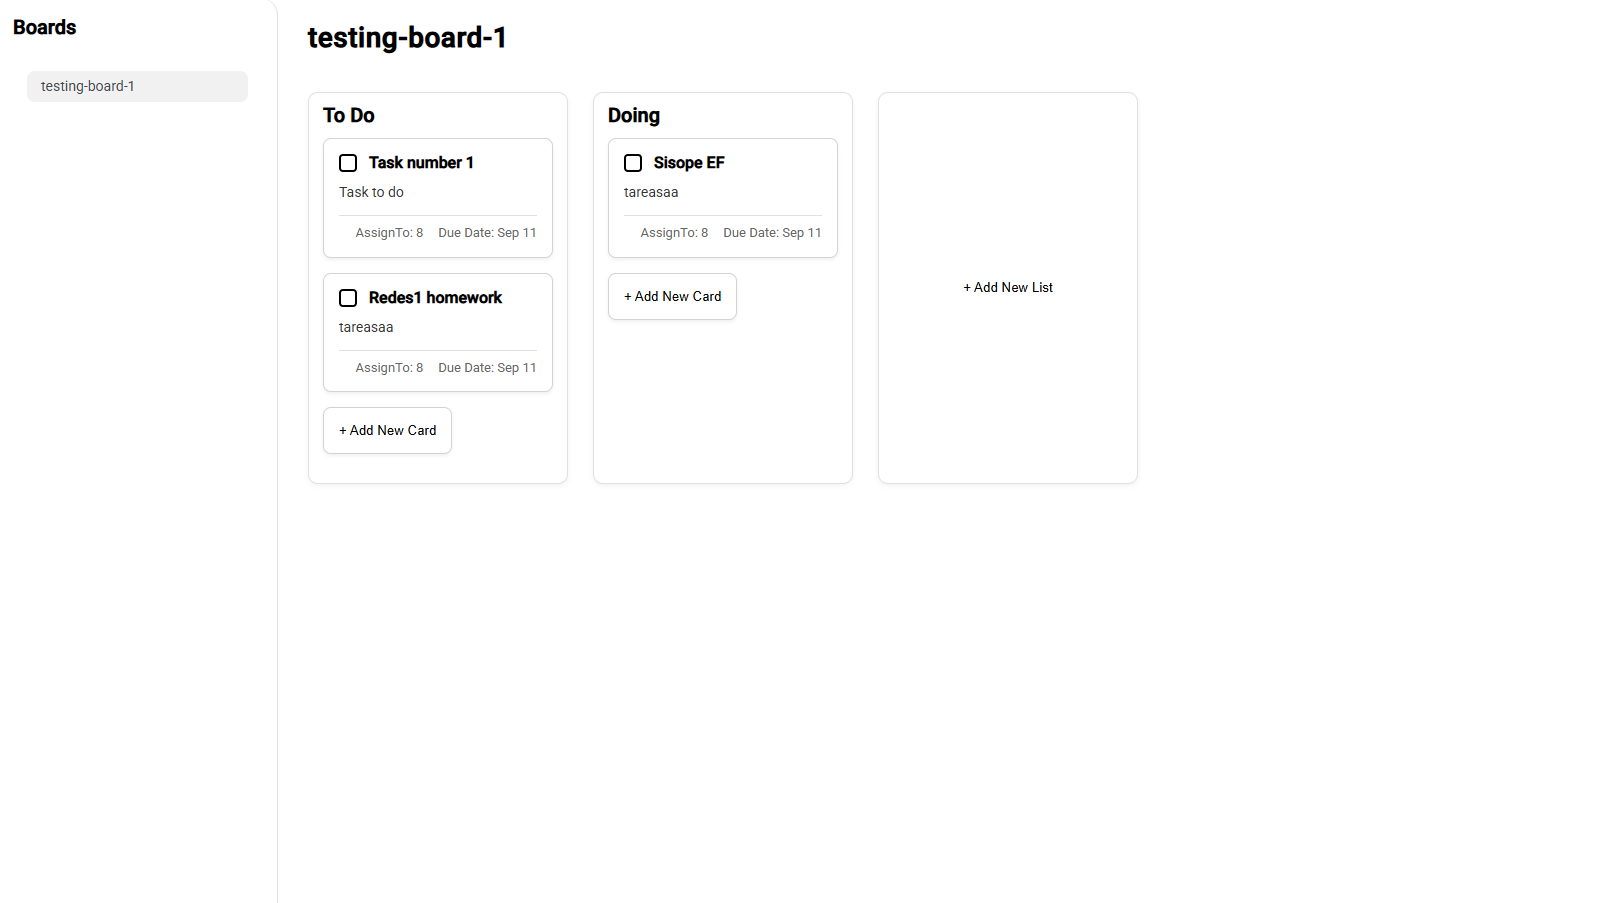 Boards
testing-board-1
testing-board-1
To Do
Task number 1
Task to do
AssignTo: 8 Due Date: Sep 11
Redes1 homework
tareasaa
AssignTo: 8 Due Date: Sep 11
+ Add New Card
Doing
Sisope EF
tareasaa
AssignTo: 8 Due Date: Sep 11
+ Add New Card
+ Add New List